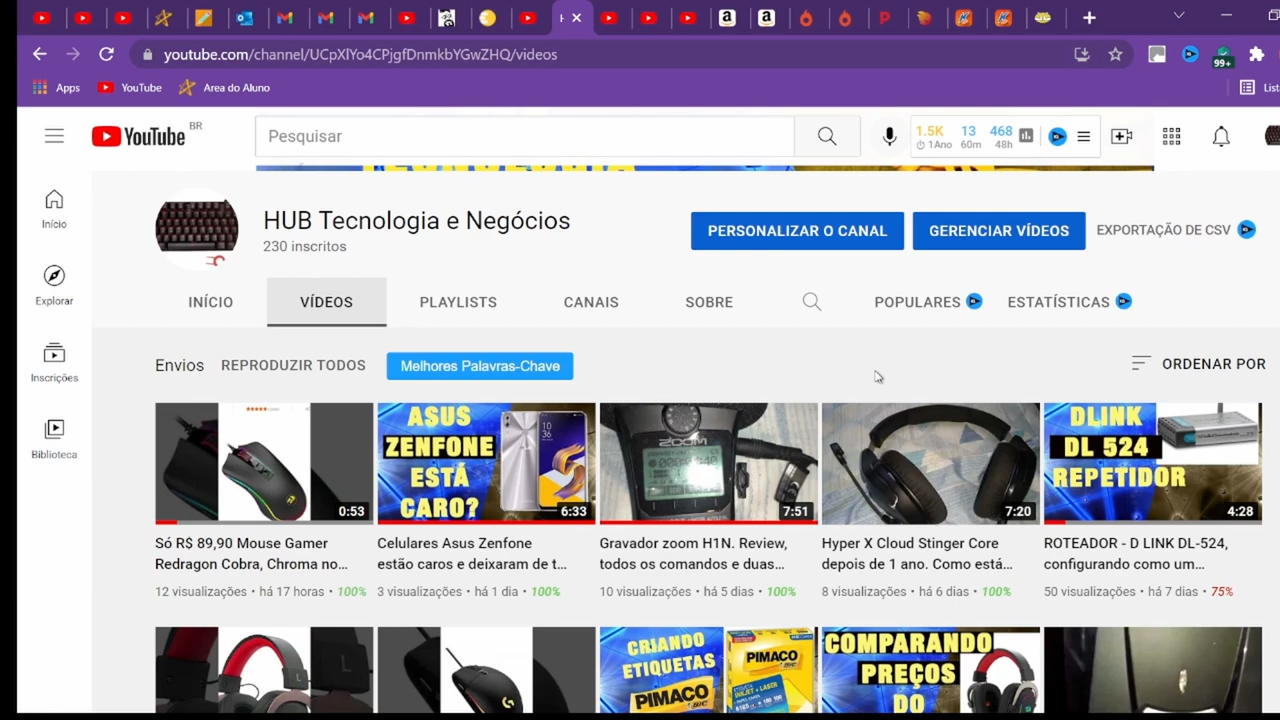 youtube.com/channel/UCpXlYo4CPjgfDnmkbYGwZHQ/videos
99+
Apps
YouTube
Area do Aluno
List
YouTube BR
Pesquisar
1.5K 13 468
1Ano 60m 48h
Início
Explorar
Inscrições
Biblioteca
HUB Tecnologia e Negócios
230 inscritos
PERSONALIZAR O CANAL
GERENCIAR VÍDEOS
EXPORTAÇÃO DE CSV
INÍCIO
VÍDEOS
PLAYLISTS
CANAIS
SOBRE
POPULARES
ESTATÍSTICAS
Envios
REPRODUZIR TODOS
Melhores Palavras-Chave
ORDENAR POR
0:53
Só R$ 89,90 Mouse Gamer
Redragon Cobra, Chroma no...
12 visualizações • há 17 horas • 100%
ASUS
ZENFONE
ESTÁ
CARO?
6:33
Celulares Asus Zenfone
estão caros e deixaram de t...
3 visualizações • há 1 dia • 100%
ZOOM
7:51
Gravador zoom H1N. Review,
todos os comandos e duas...
10 visualizações • há 5 dias • 100%
7:20
Hyper X Cloud Stinger Core
depois de 1 ano. Como está...
8 visualizações • há 6 dias • 100%
DLINK
DL 524
REPETIDOR
4:28
ROTEADOR - D LINK DL-524,
configurando como um...
50 visualizações • há 7 dias • 75%
CRIANDO
ETIQUETAS
PIMACO
PIMACO
BIC
INKJET + LASER
COMPARANDO
PREÇOS
DO